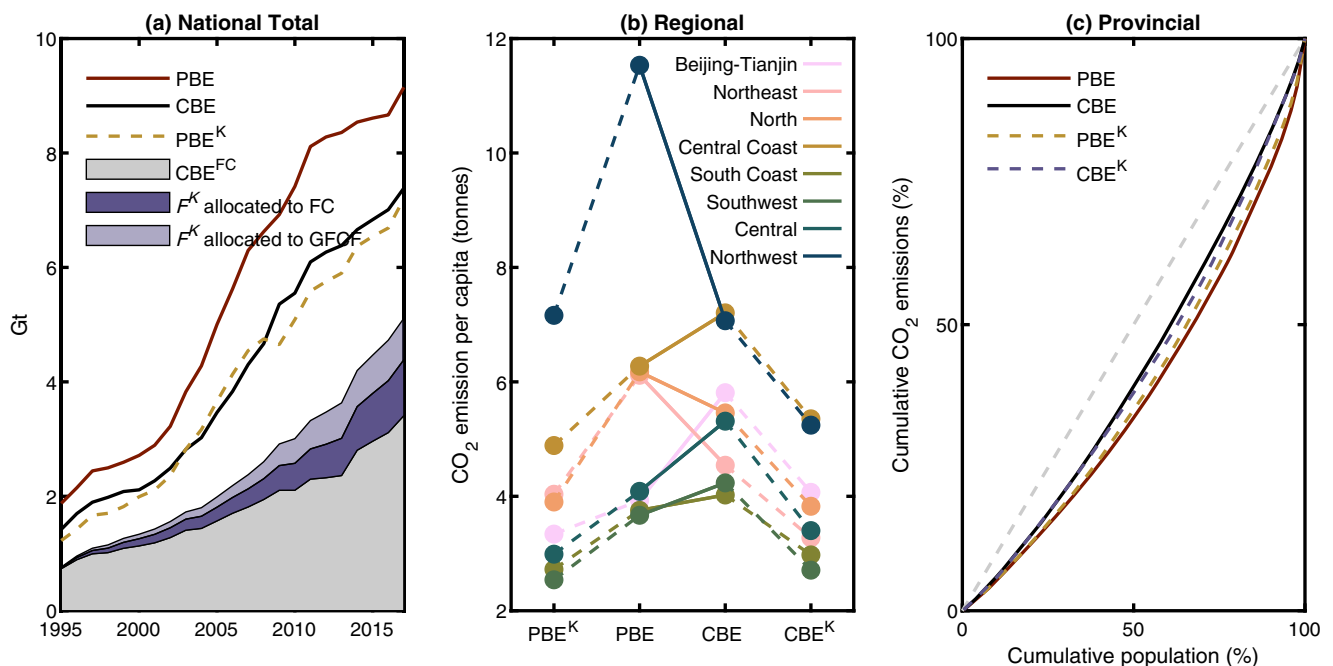 (a) National Total
10
8
6
4
2
0
Gt
PBE
CBE
PBE^K
CBE^FC
F^K allocated to FC
F^K allocated to GFCF
1995 2000 2005 2010 2015
(b) Regional
12
10
8
6
4
2
CO₂ emission per capita (tonnes)
Beijing-Tianjin
Northeast
North
Central Coast
South Coast
Southwest
Central
Northwest
PBE^K PBE CBE CBE^K
(c) Provincial
100
50
0
Cumulative CO₂ emissions (%)
PBE
CBE
PBE^K
CBE^K
0 50 100
Cumulative population (%)